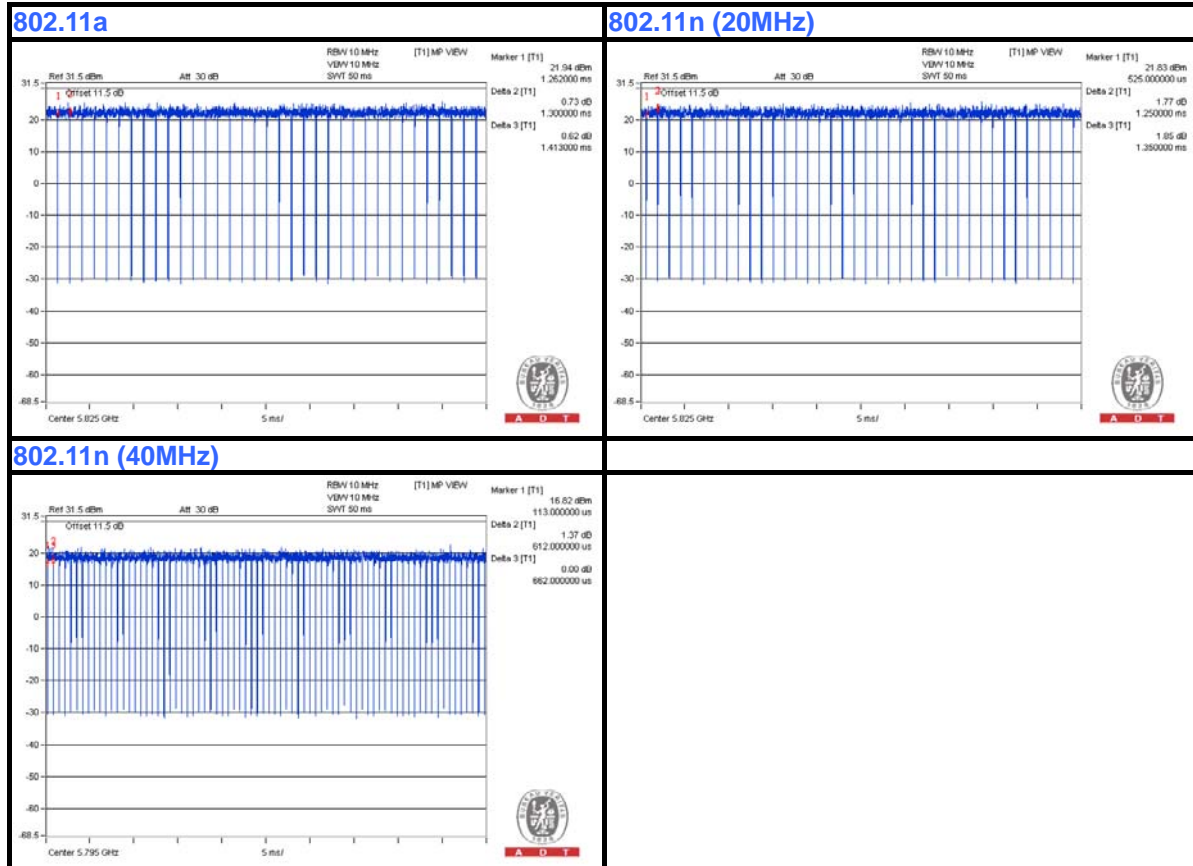 802.11a
RBW 10 MHz
[T1] MP VIEW
VBW 10 MHz
Ref 31.5 dBm
Att 30 dB
SWT 50 ms
Marker 1 [T1]
21.94 dBm
1.262000 ms
Delta 2 [T1]
0.73 dB
1.300000 ms
Delta 3 [T1]
0.62 dB
1.413000 ms
31.5
Offset 11.5 dB
1
20
10
0
-10
-20
-30
-40
-50
-60
-68.5
Center 5.825 GHz
5 ms/
BUREAU VERITAS
1828
A D T
802.11n (20MHz)
RBW 10 MHz
[T1] MP VIEW
VBW 10 MHz
Ref 31.5 dBm
Att 30 dB
SWT 50 ms
Marker 1 [T1]
21.83 dBm
525.000000 us
Delta 2 [T1]
1.77 dB
1.250000 ms
Delta 3 [T1]
1.85 dB
1.350000 ms
31.5
Offset 11.5 dB
1
20
10
0
-10
-20
-30
-40
-50
-60
-68.5
Center 5.825 GHz
5 ms/
BUREAU VERITAS
1828
A D T
802.11n (40MHz)
RBW 10 MHz
[T1] MP VIEW
VBW 10 MHz
Ref 31.5 dBm
Att 30 dB
SWT 50 ms
Marker 1 [T1]
16.82 dBm
113.000000 us
Delta 2 [T1]
1.37 dB
612.000000 us
Delta 3 [T1]
0.00 dB
662.000000 us
31.5
Offset 11.5 dB
20
10
0
-10
-20
-30
-40
-50
-60
-68.5
Center 5.795 GHz
5 ms/
BUREAU VERITAS
1828
A D T